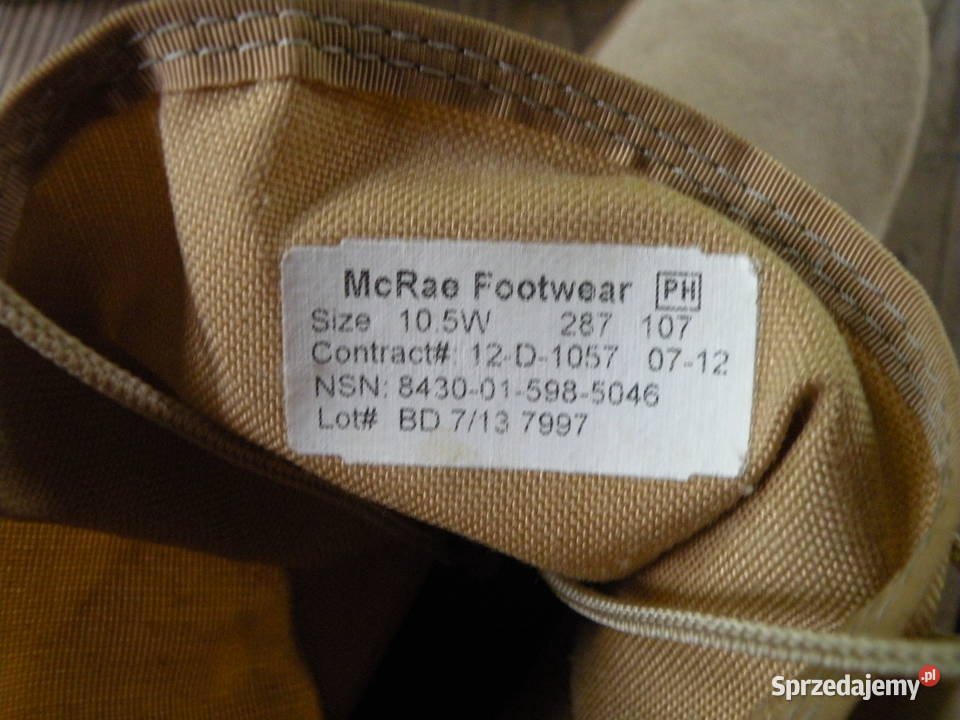 McRae Footwear PH
Size 10.5W 287 107
Contract#: 12-D-1057 07-12
NSN: 8430-01-598-5046
Lot# BD 7/13 7997
Sprzedajemy.pl